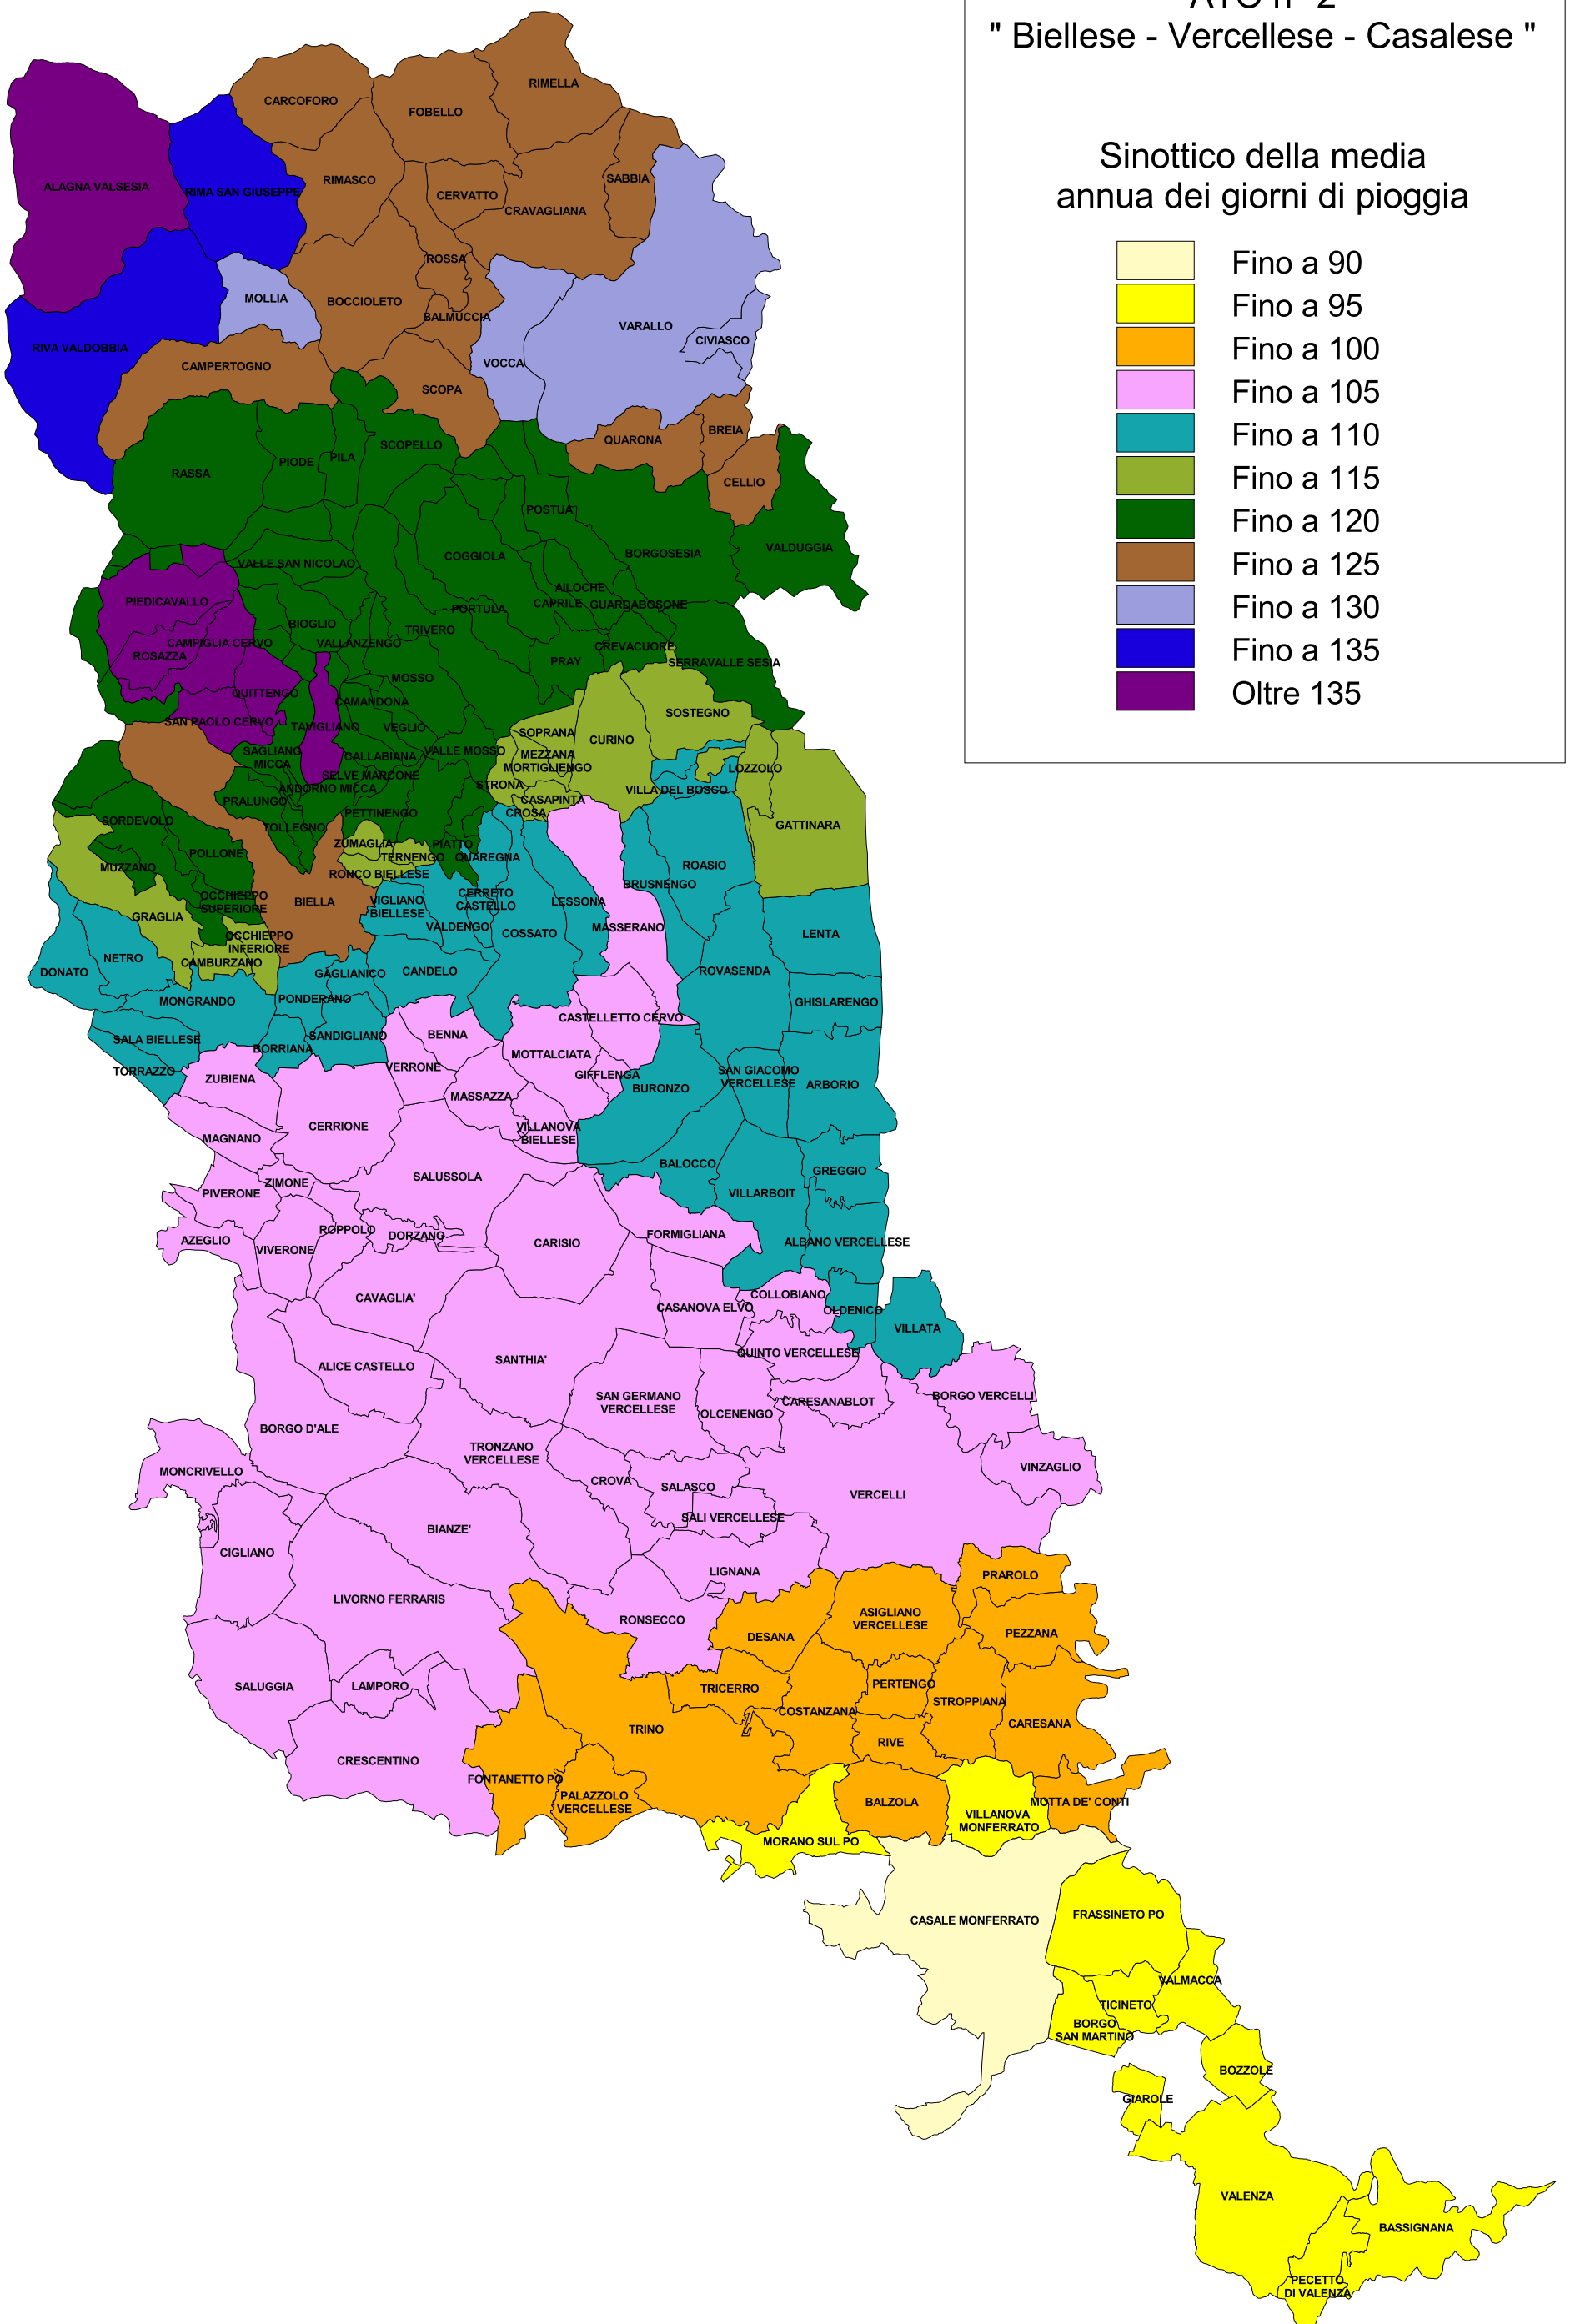 ATO n° 2
" Biellese - Vercellese - Casalese "
Sinottico della media
annua dei giorni di pioggia
Fino a 90
Fino a 95
Fino a 100
Fino a 105
Fino a 110
Fino a 115
Fino a 120
Fino a 125
Fino a 130
Fino a 135
Oltre 135
RIMELLA
CARCOFORO
FOBELLO
RIMASCO
SABBIA
ALAGNA VALSESIA
RIMA SAN GIUSEPPE
CERVATTO
CRAVAGLIANA
ROSSA
MOLLIA
BOCCIOLETO
BALMUCCIA
VARALLO
CIVIASCO
RIVA VALDOBBIA
CAMPERTOGNO
VOCCA
SCOPA
BREIA
QUARONA
SCOPELLO
PILA
PIODE
RASSA
CELLIO
POSTUA
VALDUGGIA
BORGOSESIA
COGGIOLA
VALLE SAN NICOLAO
AILOCHE
PIEDICAVALLO
CAPRILE
GUARDABOSONE
PORTULA
BIOGLIO
TRIVERO
CAMPIGLIA CERVO
VALLANZENGO
CREVACUORE
ROSAZZA
PRAY
SERRAVALLE SESIA
MOSSO
QUITTENGO
CAMANDONA
SOSTEGNO
SAN PAOLO CERVO
TAVIGLIANO
VEGLIO
SOPRANA
CURINO
SAGLIANO
MICCA
CALLABIANA
VALLE MOSSO
MEZZANA
MORTIGLIENGO
LOZZOLO
SELVE MARCONE
STRONA
VILLA DEL BOSCO
ANDORNO MICCA
PRALUNGO
CASAPINTA
PETTINENGO
CROSA
SORDEVOLO
TOLLEGNO
GATTINARA
ZUMAGLIA
PIATTO
POLLONE
TERNENGO
QUAREGNA
MUZZANO
RONCO BIELLESE
ROASIO
BRUSNENGO
OCCHIEPPO
SUPERIORE
BIELLA
VIGLIANO
BIELLESE
CERRETO
CASTELLO
LESSONA
GRAGLIA
VALDENGO
COSSATO
MASSERANO
LENTA
OCCHIEPPO
INFERIORE
NETRO
CAMBURZANO
DONATO
GAGLIANICO
CANDELO
ROVASENDA
MONGRANDO
PONDERANO
GHISLARENGO
CASTELLETTO CERVO
SALA BIELLESE
SANDIGLIANO
BENNA
BORRIANA
MOTTALCIATA
TORRAZZO
ZUBIENA
VERRONE
GIFFLENGA
SAN GIACOMO
VERCELLESE
ARBORIO
BURONZO
MASSAZZA
CERRIONE
VILLANOVA
BIELLESE
MAGNANO
BALOCCO
GREGGIO
SALUSSOLA
ZIMONE
PIVERONE
VILLARBOIT
ROPPOLO
DORZANO
FORMIGLIANA
AZEGLIO
VIVERONE
CARISIO
ALBANO VERCELLESE
CAVAGLIA'
COLLOBIANO
CASANOVA ELVO
OLDENICO
VILLATA
QUINTO VERCELLESE
SANTHIA'
ALICE CASTELLO
SAN GERMANO
VERCELLESE
BORGO VERCELLI
CARESANABLOT
OLCENENGO
BORGO D'ALE
TRONZANO
VERCELLESE
MONCRIVELLO
VINZAGLIO
CROVA
SALASCO
VERCELLI
SALI VERCELLESE
BIANZE'
CIGLIANO
LIGNANA
PRAROLO
LIVORNO FERRARIS
RONSECCO
ASIGLIANO
VERCELLESE
PEZZANA
DESANA
SALUGGIA
LAMPORO
TRICERRO
PERTENGO
STROPPIANA
COSTANZANA
CARESANA
TRINO
RIVE
CRESCENTINO
FONTANETTO PO
PALAZZOLO
VERCELLESE
BALZOLA
MOTTA DE' CONTI
VILLANOVA
MONFERRATO
MORANO SUL PO
CASALE MONFERRATO
FRASSINETO PO
VALMACCA
TICINETO
BORGO
SAN MARTINO
BOZZOLE
GIAROLE
VALENZA
BASSIGNANA
PECETTO
DI VALENZA